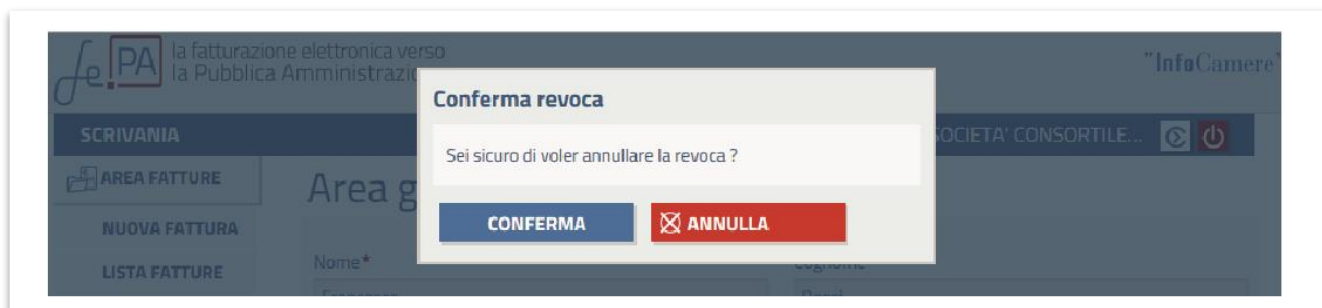 fe.PA la fatturazione elettronica verso
la Pubblica Amministrazio
"InfoCamere"
Conferma revoca
SCRIVANIA
SOCIETA' CONSORTILE...
Sei sicuro di voler annullare la revoca ?
AREA FATTURE
Area g
CONFERMA
ANNULLA
NUOVA FATTURA
Nome*
LISTA FATTURE